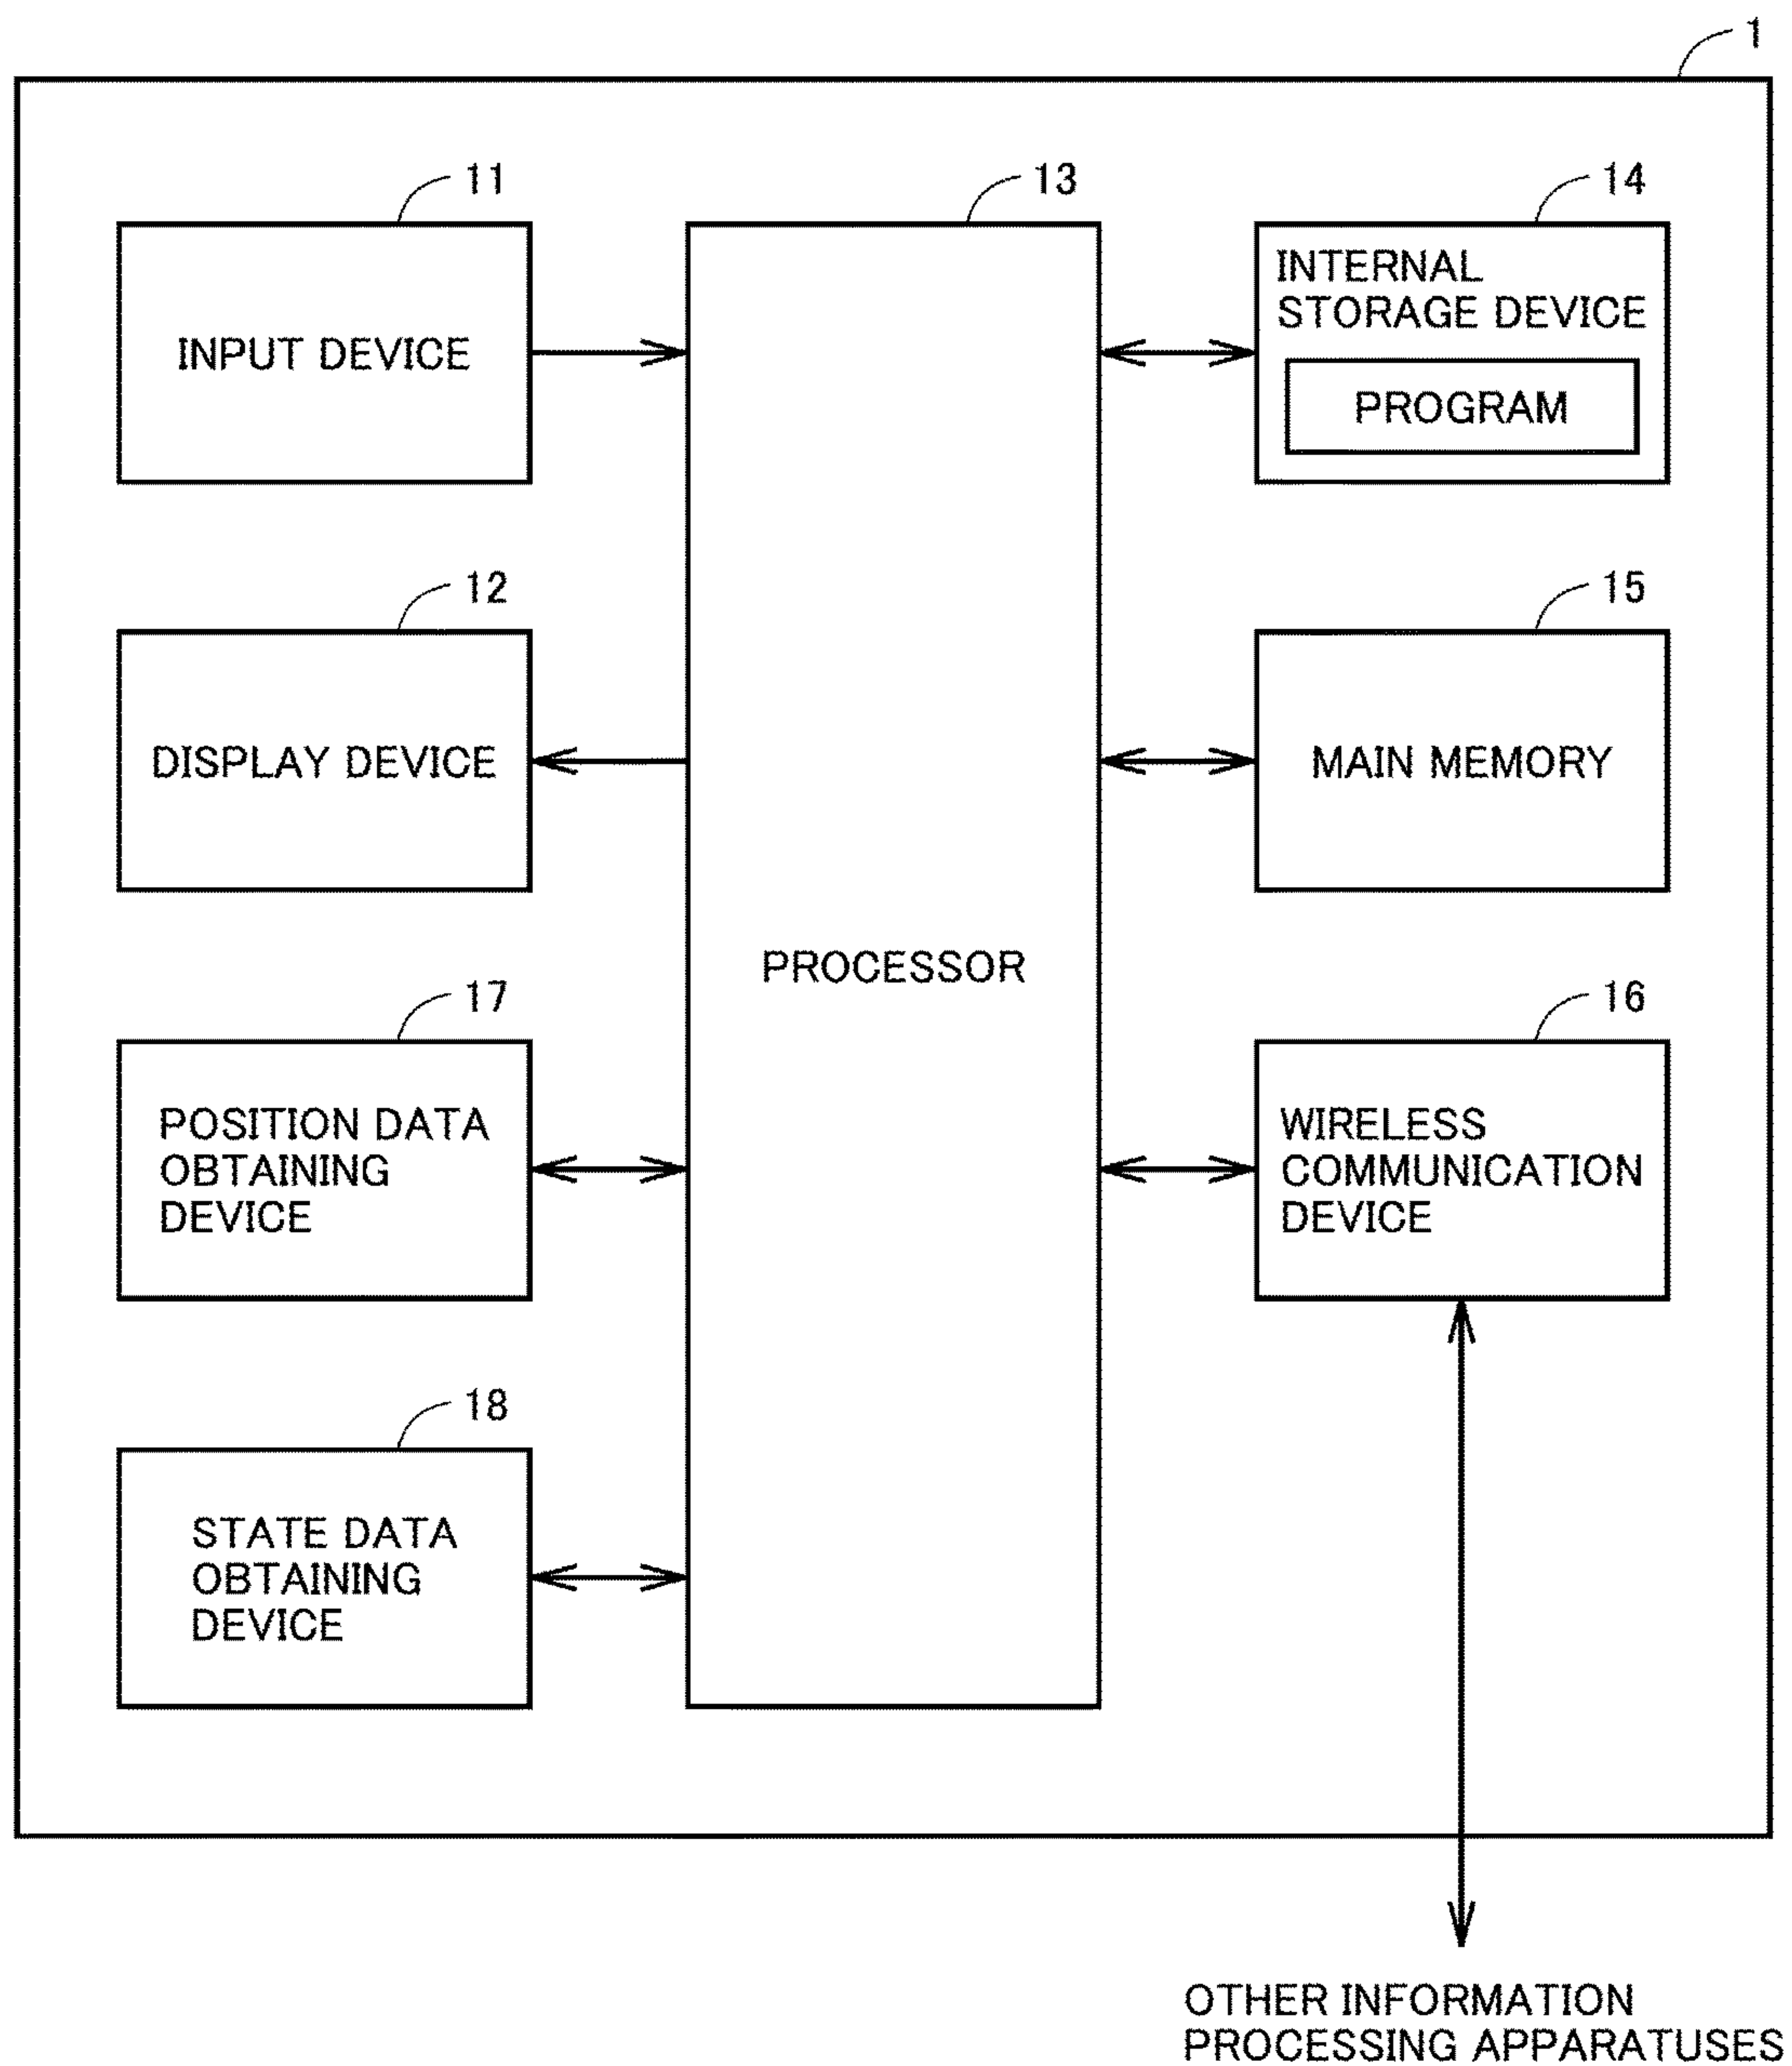 1
11
INPUT DEVICE
12
DISPLAY DEVICE
17
POSITION DATA
OBTAINING
DEVICE
18
STATE DATA
OBTAINING
DEVICE
13
PROCESSOR
14
INTERNAL
STORAGE DEVICE
PROGRAM
15
MAIN MEMORY
16
WIRELESS
COMMUNICATION
DEVICE
OTHER INFORMATION
PROCESSING APPARATUSES